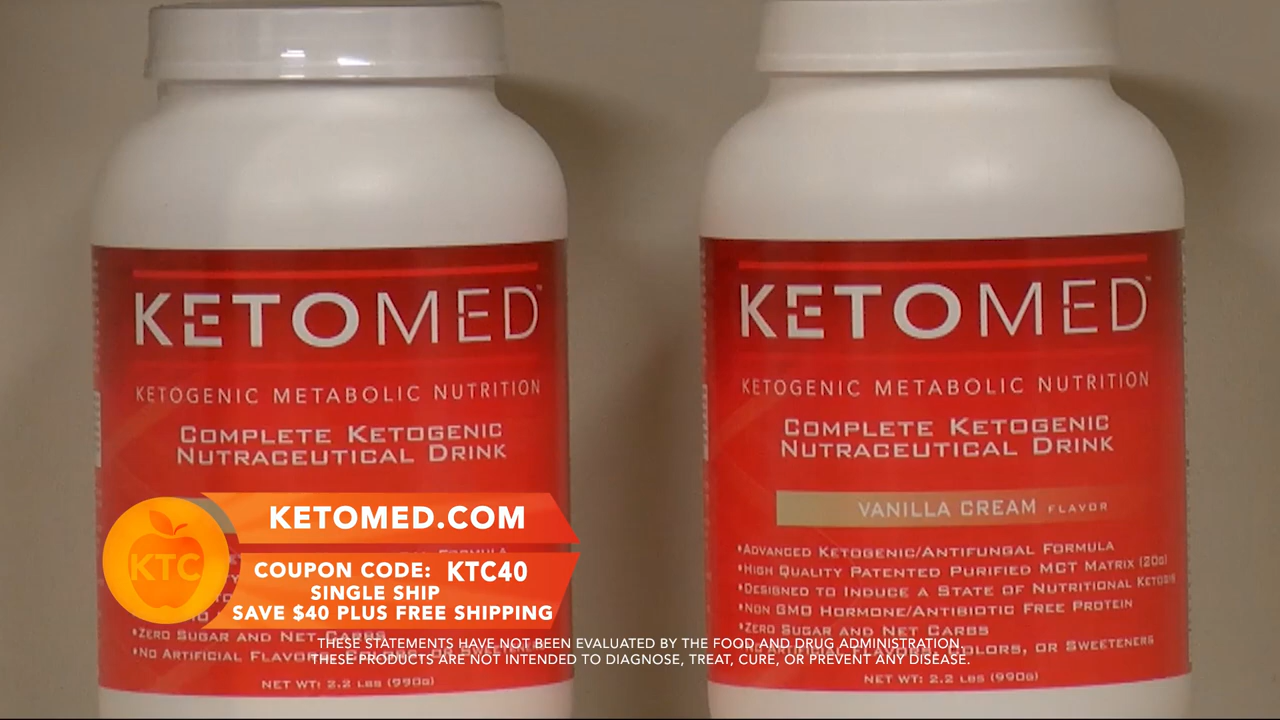 KETOMED™
KETOGENIC METABOLIC NUTRITION
COMPLETE KETOGENIC
NUTRACEUTICAL DRINK
FORMULA
•ZERO SUGAR AND NET CARBS
•NO ARTIFICIAL
NET WT: 2.2 LBS (990G)
KETOMED™
KETOGENIC METABOLIC NUTRITION
COMPLETE KETOGENIC
NUTRACEUTICAL DRINK
VANILLA CREAM FLAVOR
•ADVANCED KETOGENIC/ANTIFUNGAL FORMULA
•HIGH QUALITY PATENTED PURIFIED MCT MATRIX (20G)
•DESIGNED TO INDUCE A STATE OF NUTRITIONAL KETOSIS
•NON GMO HORMONE/ANTIBIOTIC FREE PROTEIN
•ZERO SUGAR AND NET CARBS
COLORS, OR SWEETENERS
NET WT: 2.2 LBS (990G)
KTC
KETOMED.COM
COUPON CODE: KTC40
SINGLE SHIP
SAVE $40 PLUS FREE SHIPPING
THESE STATEMENTS HAVE NOT BEEN EVALUATED BY THE FOOD AND DRUG ADMINISTRATION.
THESE PRODUCTS ARE NOT INTENDED TO DIAGNOSE, TREAT, CURE, OR PREVENT ANY DISEASE.